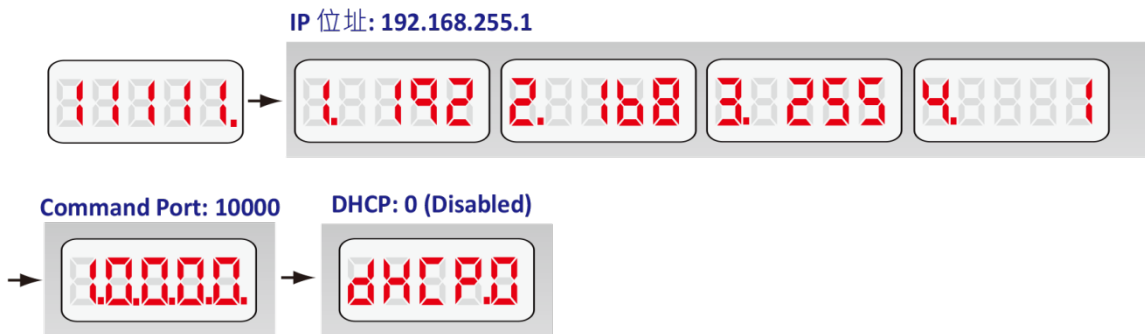 IP 位址: 192.168.255.1
11111. 1. 192 2. 168 3. 255 4. 1
Command Port: 10000 DHCP: 0 (Disabled)
1.0.0.0.0. dHCP.0